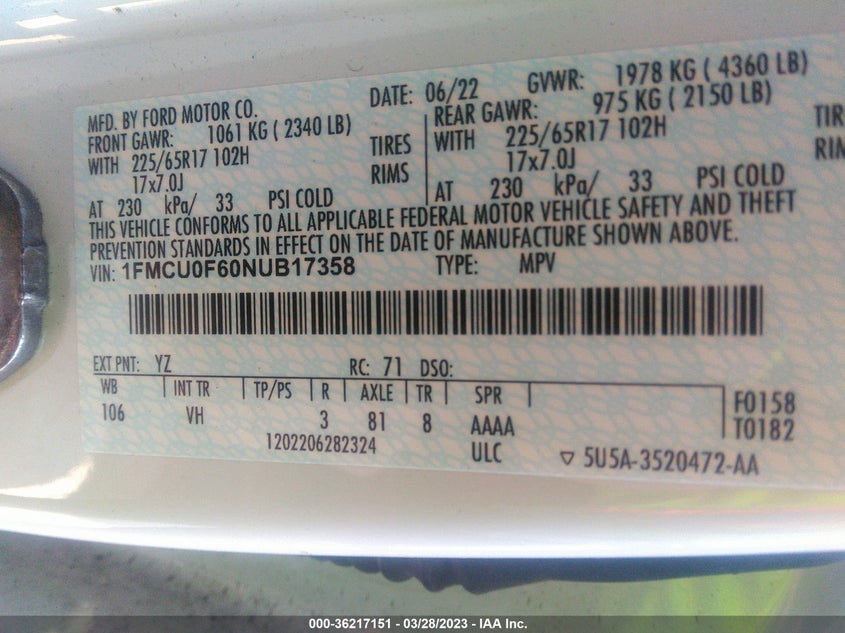 MFD. BY FORD MOTOR CO. DATE: 06/22 GVWR: 1978 KG ( 4360 LB)
FRONT GAWR: 1061 KG ( 2340 LB) REAR GAWR: 975 KG ( 2150 LB)
WITH 225/65R17 102H TIRES WITH 225/65R17 102H TIR
17x7.0J RIMS 17x7.0J RIM
AT 230 kPa/ 33 PSI COLD AT 230 kPa/ 33 PSI COLD
THIS VEHICLE CONFORMS TO ALL APPLICABLE FEDERAL MOTOR VEHICLE SAFETY AND THEFT
PREVENTION STANDARDS IN EFFECT ON THE DATE OF MANUFACTURE SHOWN ABOVE.
VIN: 1FMCU0F60NUB17358 TYPE: MPV
EXT PNT: YZ RC: 71 DSO:
WB INT TR TP/PS R AXLE TR SPR F0158
106 VH 3 81 8 AAAA T0182
1202206282324 ULC ▽ 5U5A-3520472-AA
000-36217151 — 03/28/2023 — IAA Inc.